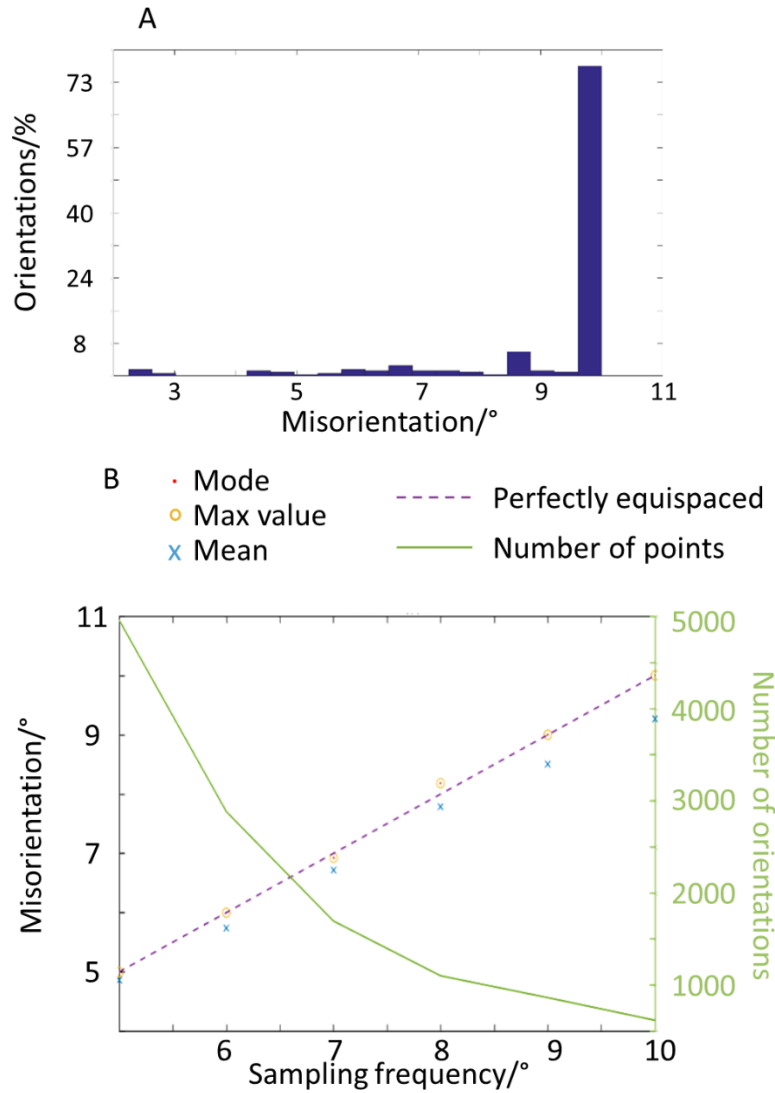 A
Orientations/%
73
57
40
24
8
3 5 7 9 11
Misorientation/°
B
Mode
Max value
Mean
Perfectly equispaced
Number of points
Misorientation/°
11
9
7
5
5000
4000
3000
2000
1000
Number of orientations
6 7 8 9 10
Sampling frequency/°